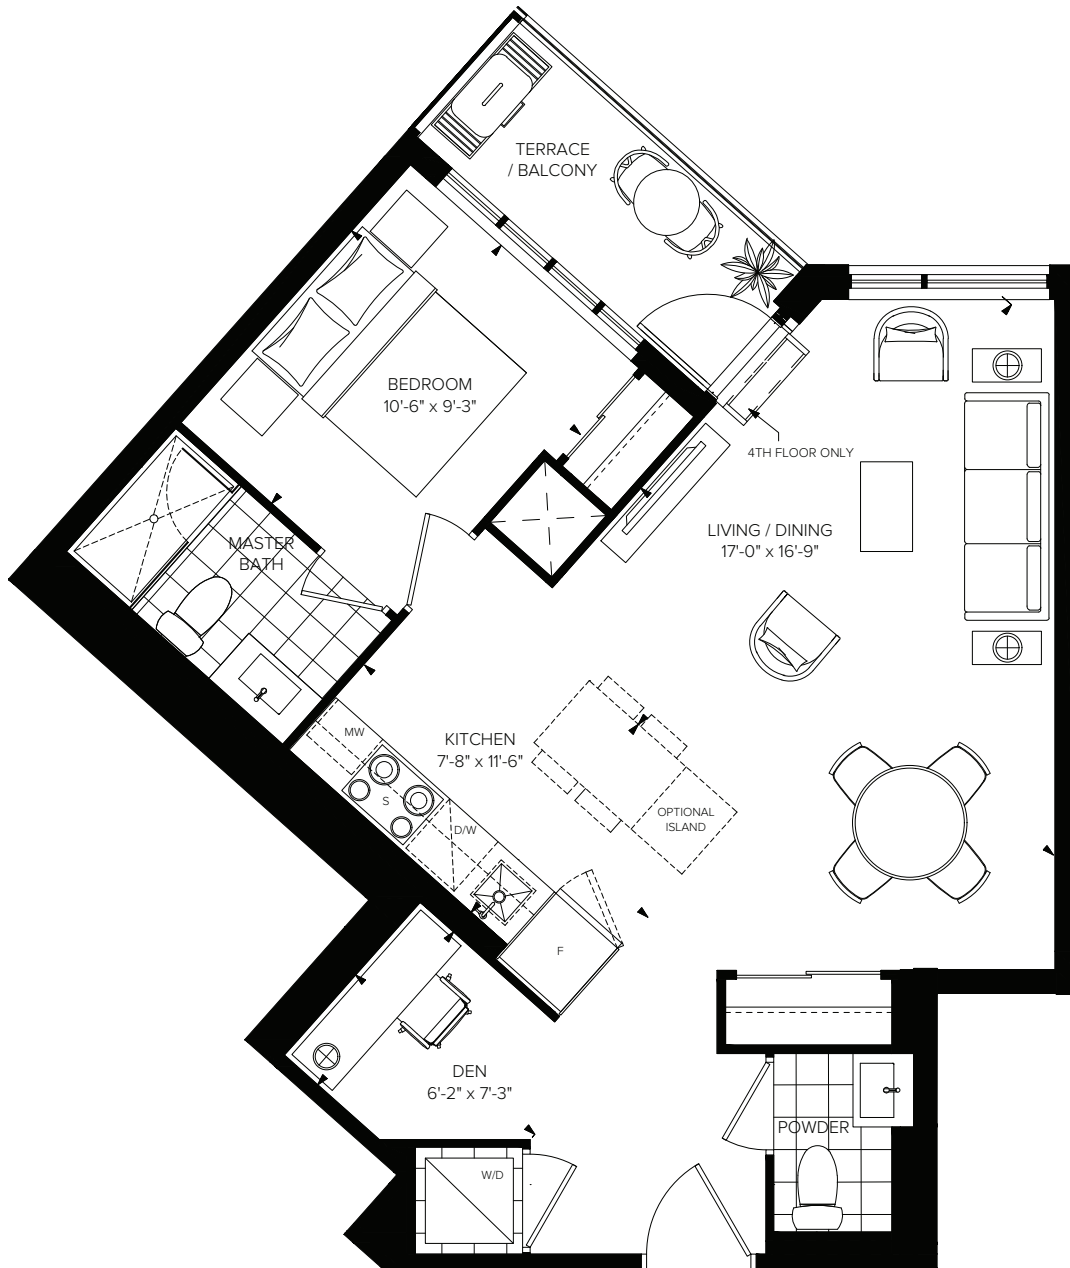 TERRACE
/ BALCONY
BEDROOM
10'-6" x 9'-3"
4TH FLOOR ONLY
LIVING / DINING
17'-0" x 16'-9"
MASTER
BATH
MW
KITCHEN
7'-8" x 11'-6"
S
D/W
OPTIONAL
ISLAND
F
DEN
6'-2" x 7'-3"
POWDER
W/D